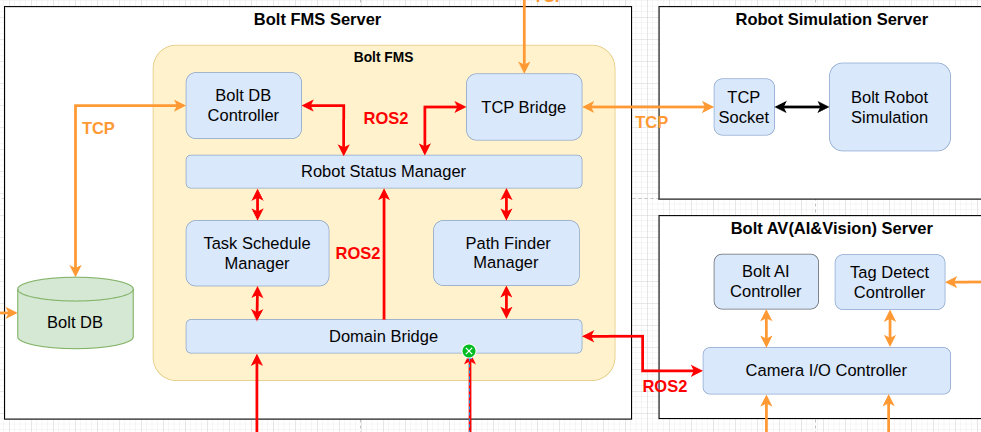 TCP
Bolt FMS Server
Bolt FMS
Bolt DB
Controller
ROS2
TCP Bridge
TCP
Robot Status Manager
Task Schedule
Manager
ROS2
Path Finder
Manager
Bolt DB
Domain Bridge
TCP
Robot Simulation Server
TCP
Socket
Bolt Robot
Simulation
Bolt AV(AI&Vision) Server
Bolt AI
Controller
Tag Detect
Controller
Camera I/O Controller
ROS2